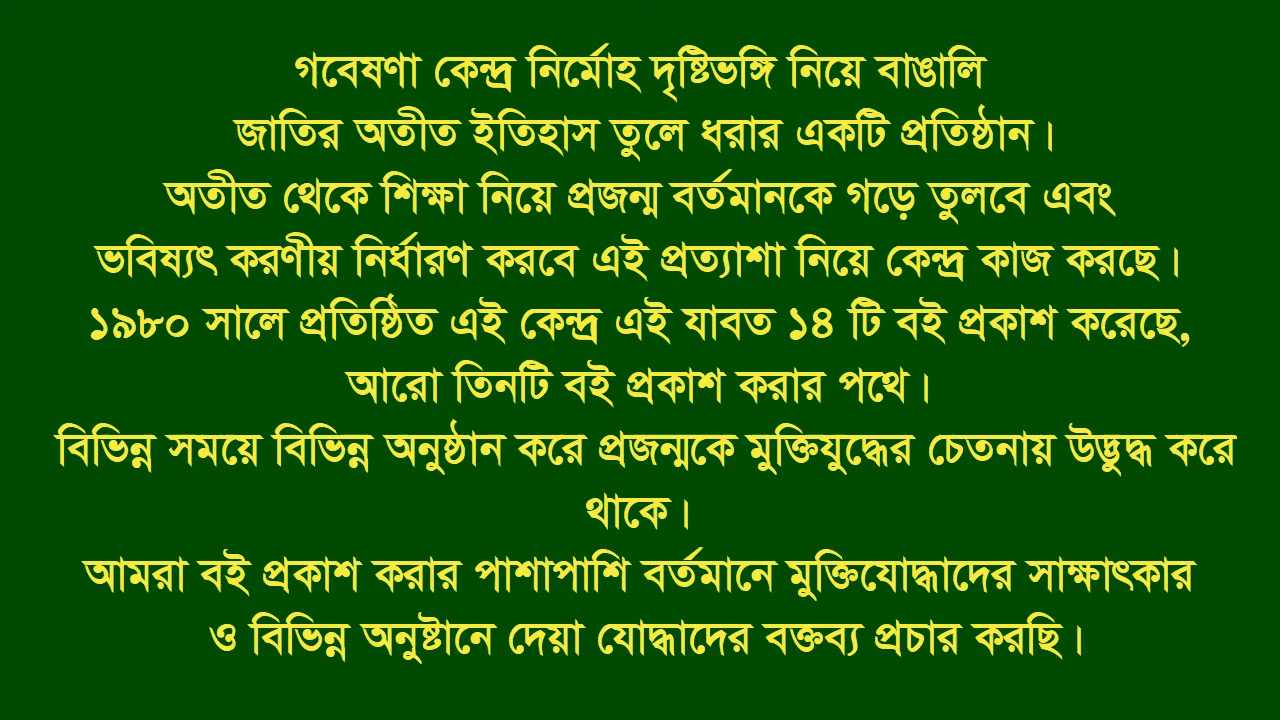 গবেষণা কেন্দ্র নির্মোহ দৃষ্টিভঙ্গি নিয়ে বাঙালি
জাতির অতীত ইতিহাস তুলে ধরার একটি প্রতিষ্ঠান।
অতীত থেকে শিক্ষা নিয়ে প্রজন্ম বর্তমানকে গড়ে তুলবে এবং
ভবিষ্যৎ করণীয় নির্ধারণ করবে এই প্রত্যাশা নিয়ে কেন্দ্র কাজ করছে।
১৯৮০ সালে প্রতিষ্ঠিত এই কেন্দ্র এই যাবত ১৪ টি বই প্রকাশ করেছে,
আরো তিনটি বই প্রকাশ করার পথে।
বিভিন্ন সময়ে বিভিন্ন অনুষ্ঠান করে প্রজন্মকে মুক্তিযুদ্ধের চেতনায় উদ্ভুদ্ধ করে
থাকে।
আমরা বই প্রকাশ করার পাশাপাশি বর্তমানে মুক্তিযোদ্ধাদের সাক্ষাৎকার
ও বিভিন্ন অনুষ্টানে দেয়া যোদ্ধাদের বক্তব্য প্রচার করছি।